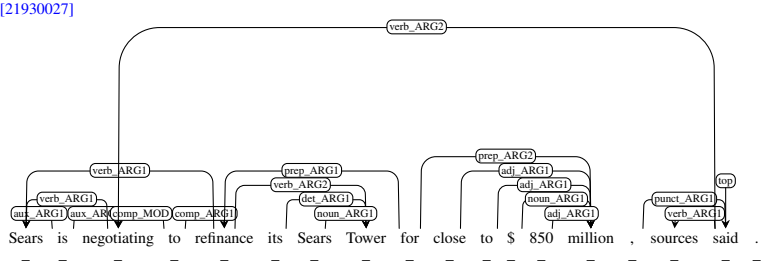 [21930027]
verb_ARG2
verb_ARG1 prep_ARG1 prep_ARG2
verb_ARG2 adj_ARG1
adj_ARG1 top
verb_ARG1 det_ARG1 noun_ARG1 punct_ARG1
aux_ARG1 comp_MOD comp_ARG1 noun_ARG1 adj_ARG1 verb_ARG1
Sears is negotiating to refinance its Sears Tower for close to $ 850 million , sources said .
_ _ _ _ _ _ _ _ _ _ _ _ _ _ _ _ _ _